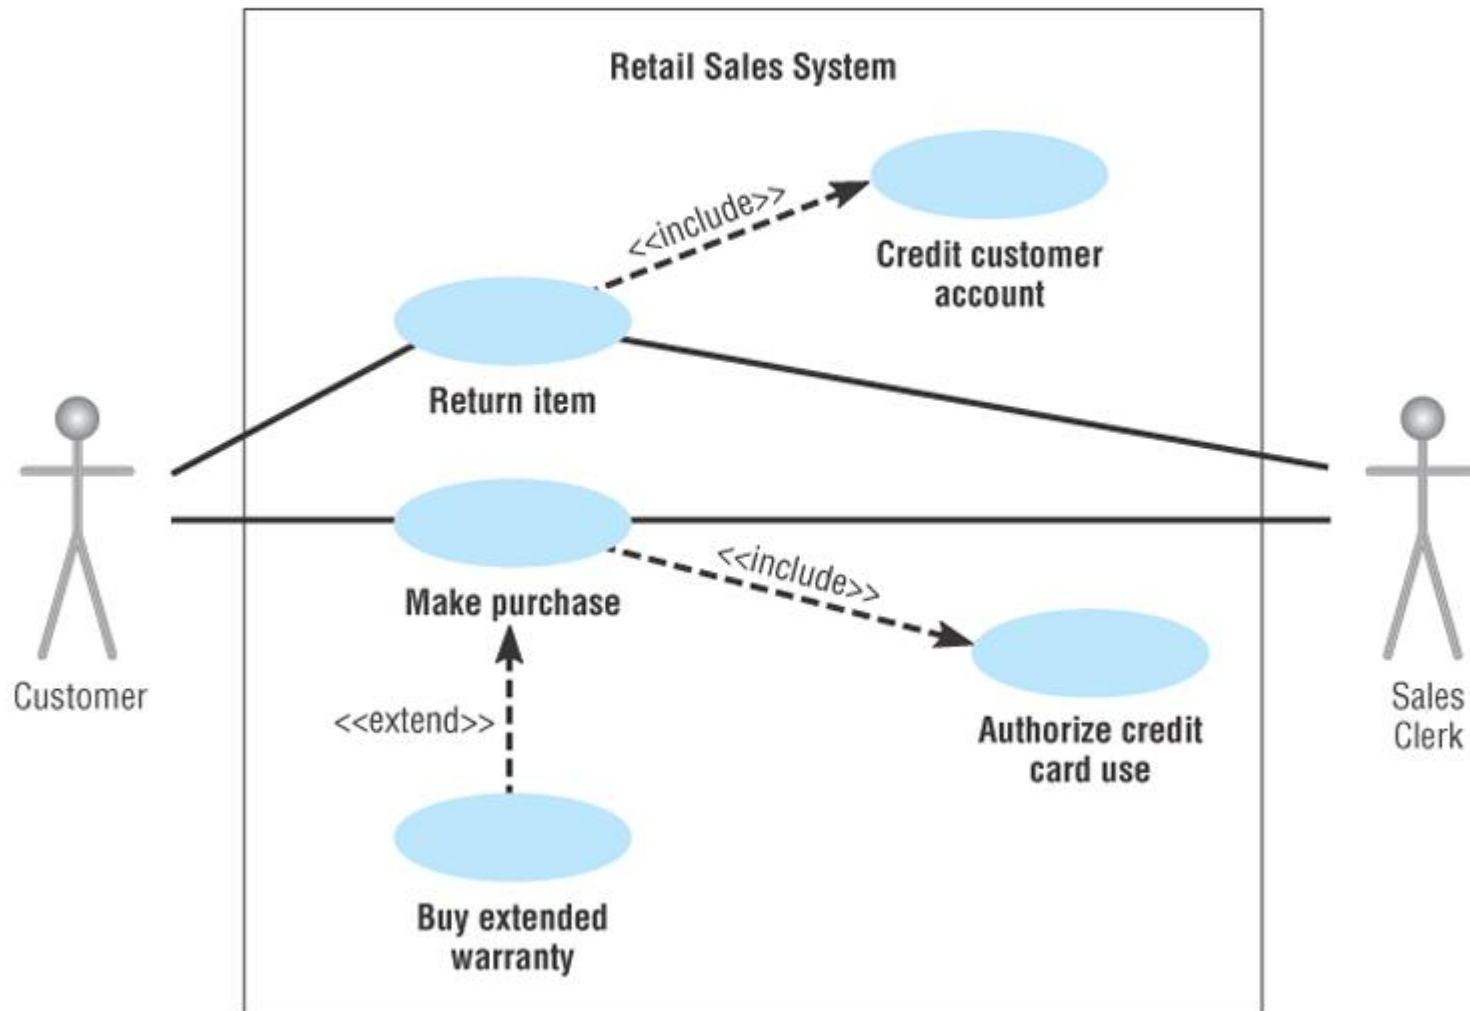 Retail Sales System
<<include>>
Credit customer
account
Return item
<<include>>
Make purchase
Customer
<<extend>>
Sales
Clerk
Authorize credit
card use
Buy extended
warranty